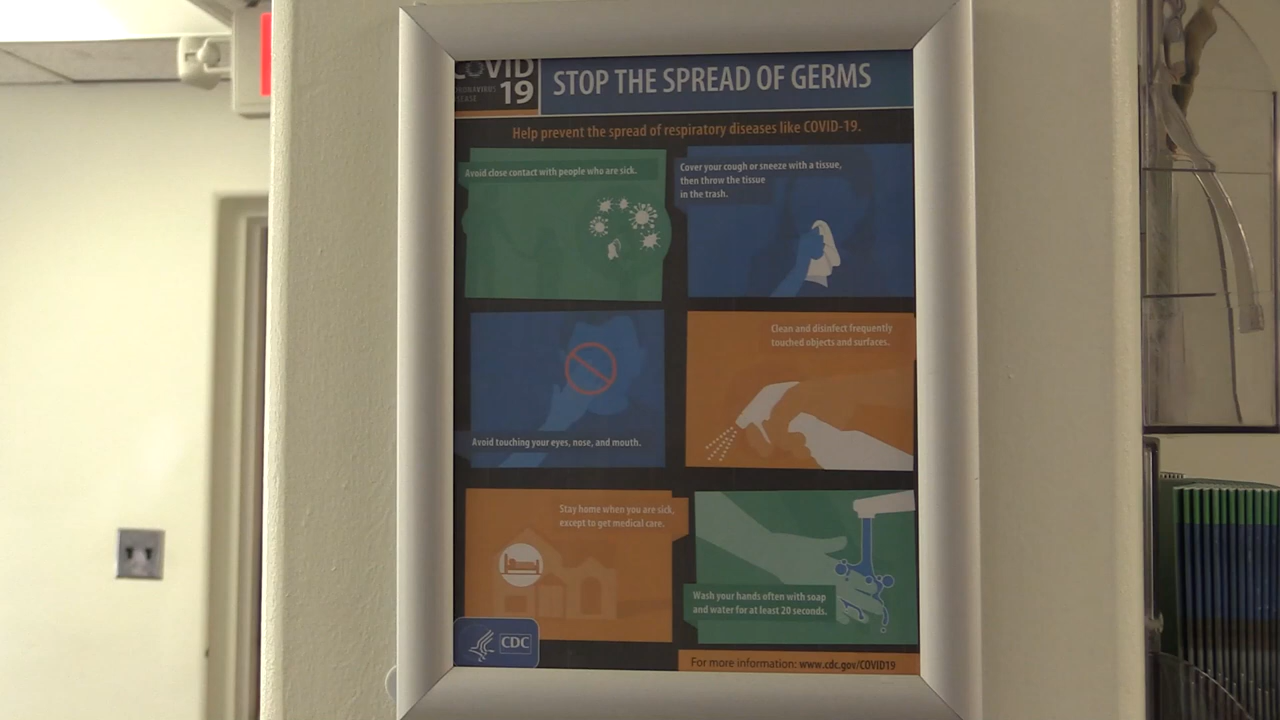 COVID
19
STOP THE SPREAD OF GERMS
Help prevent the spread of respiratory diseases like COVID-19.
Avoid close contact with people who are sick.
Cover your cough or sneeze with a tissue,
then throw the tissue
in the trash.
Avoid touching your eyes, nose, and mouth.
Clean and disinfect frequently
touched objects and surfaces.
Stay home when you are sick,
except to get medical care.
Wash your hands often with soap
and water for at least 20 seconds.
CDC
For more information: www.cdc.gov/COVID19